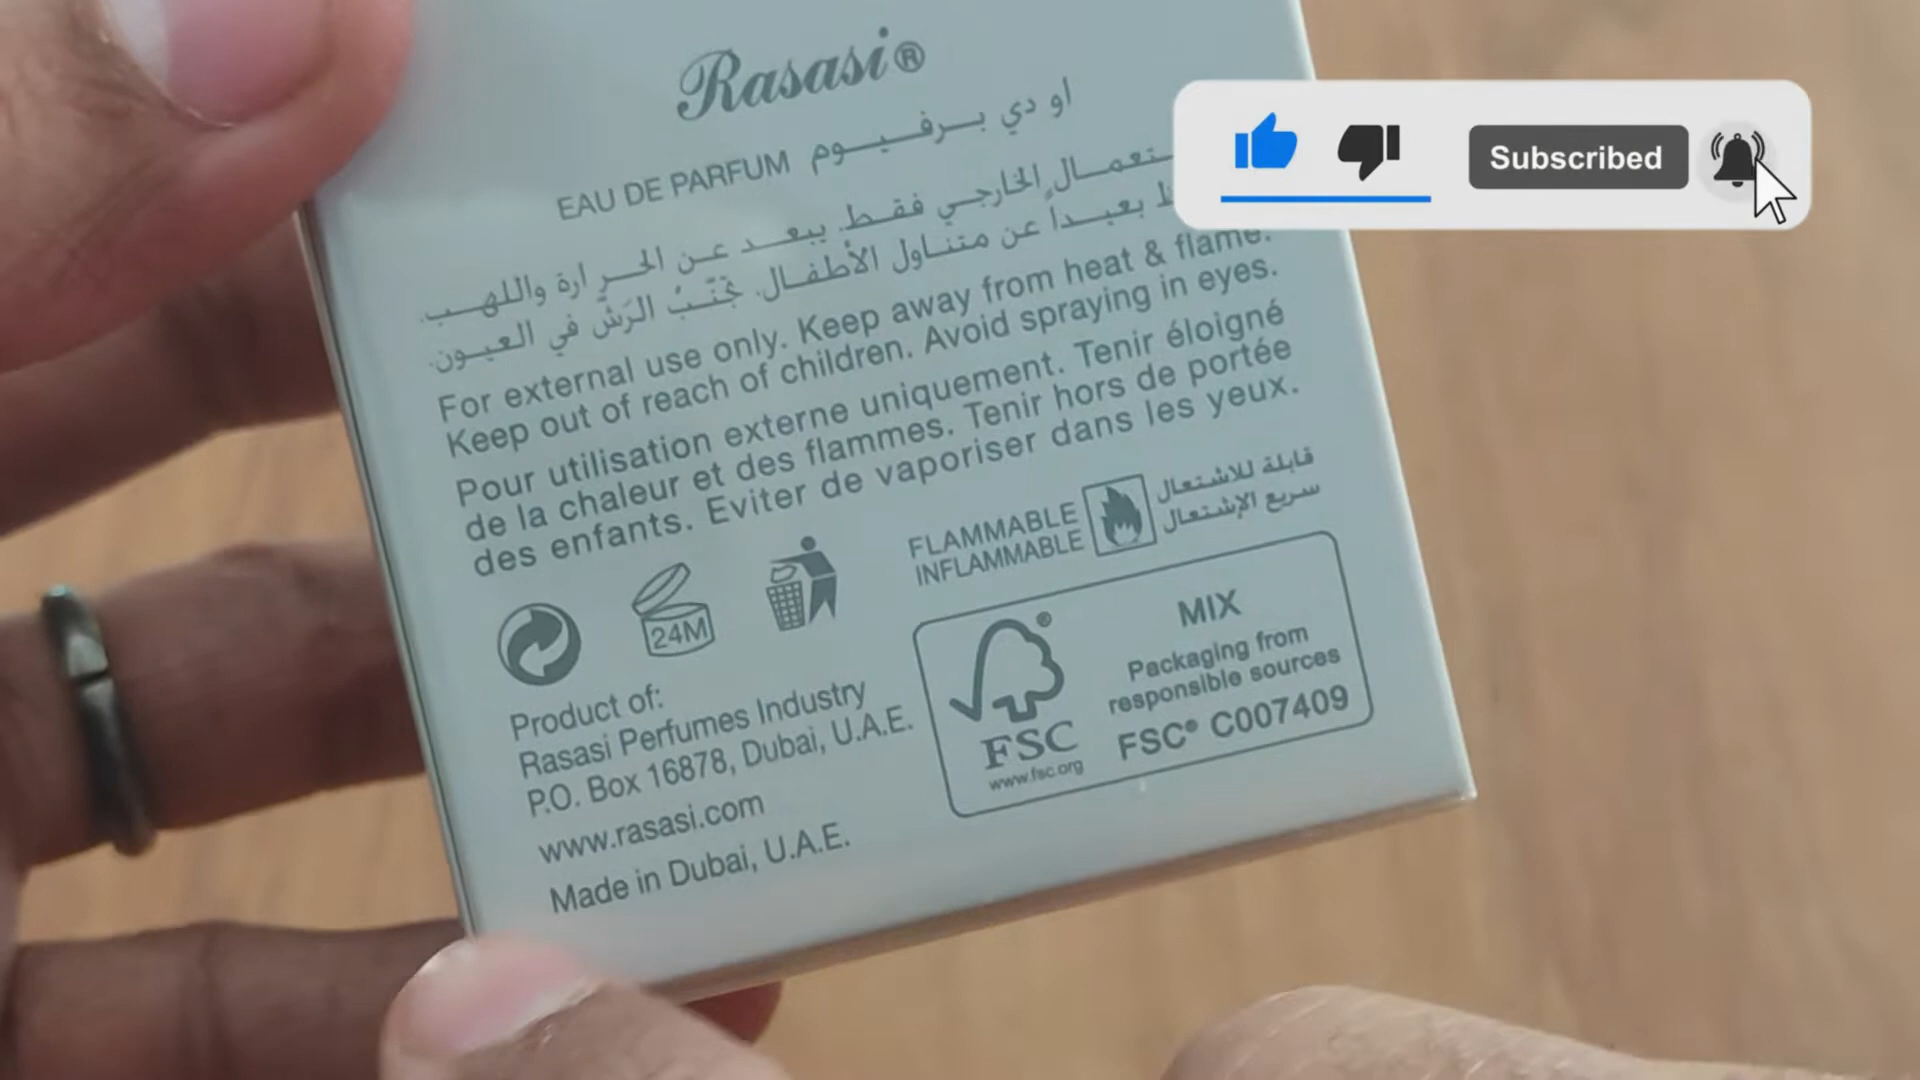 Rasasi®
EAU DE PARFUM او دي بـرفـيـوم
الخارجي فقط. يبعد عن الحرارة واللهب.
بعيداً عن متناول الأطفال. تجنّب الرَش في العيون.
For external use only. Keep away from heat & flame.
Keep out of reach of children. Avoid spraying in eyes.
Pour utilisation externe uniquement. Tenir éloigné
de la chaleur et des flammes. Tenir hors de portée
des enfants. Eviter de vaporiser dans les yeux.
FLAMMABLE قابلة للاشتعال
INFLAMMABLE سريع الإشتعال
24M
Product of:
Rasasi Perfumes Industry
P.O. Box 16878, Dubai, U.A.E.
www.rasasi.com
Made in Dubai, U.A.E.
MIX
Packaging from
responsible sources
FSC® C007409
FSC
www.fsc.org
Subscribed